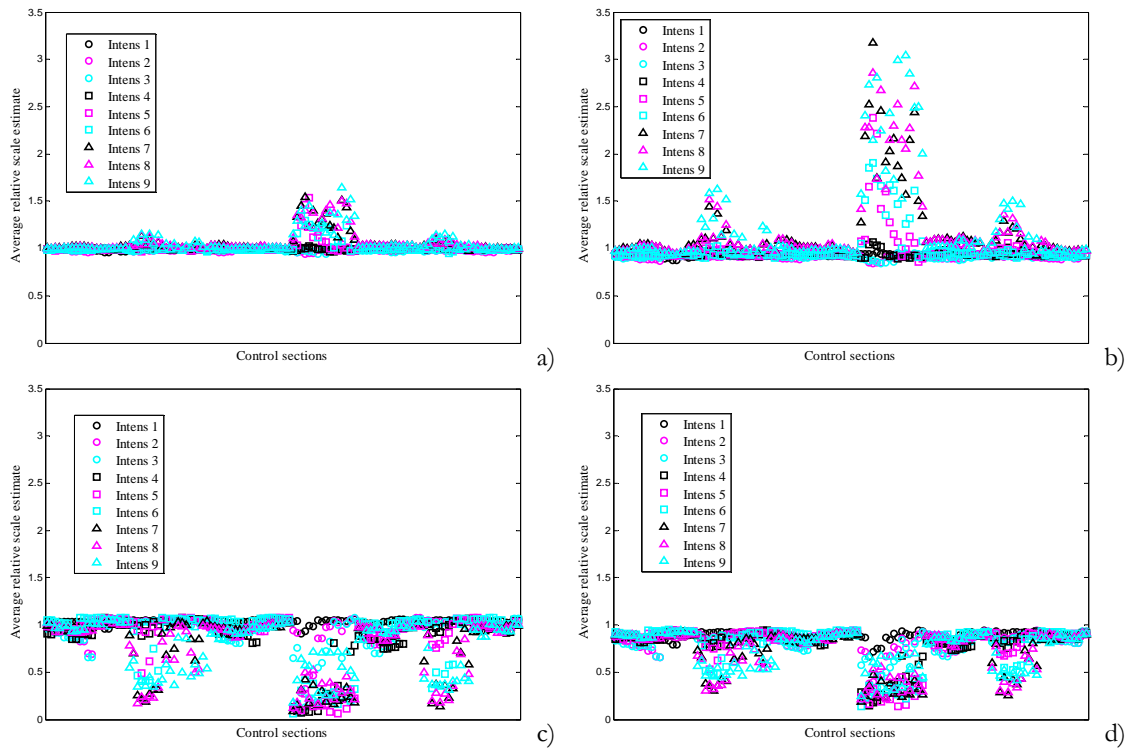 3.5
3
2.5
2
1.5
1
0.5
0
Average relative scale estimate
Intens 1
Intens 2
Intens 3
Intens 4
Intens 5
Intens 6
Intens 7
Intens 8
Intens 9
Control sections
a)
3.5
3
2.5
2
1.5
1
0.5
0
Average relative scale estimate
Intens 1
Intens 2
Intens 3
Intens 4
Intens 5
Intens 6
Intens 7
Intens 8
Intens 9
Control sections
b)
3.5
3
2.5
2
1.5
1
0.5
0
Average relative scale estimate
Intens 1
Intens 2
Intens 3
Intens 4
Intens 5
Intens 6
Intens 7
Intens 8
Intens 9
Control sections
c)
3.5
3
2.5
2
1.5
1
0.5
0
Average relative scale estimate
Intens 1
Intens 2
Intens 3
Intens 4
Intens 5
Intens 6
Intens 7
Intens 8
Intens 9
Control sections
d)